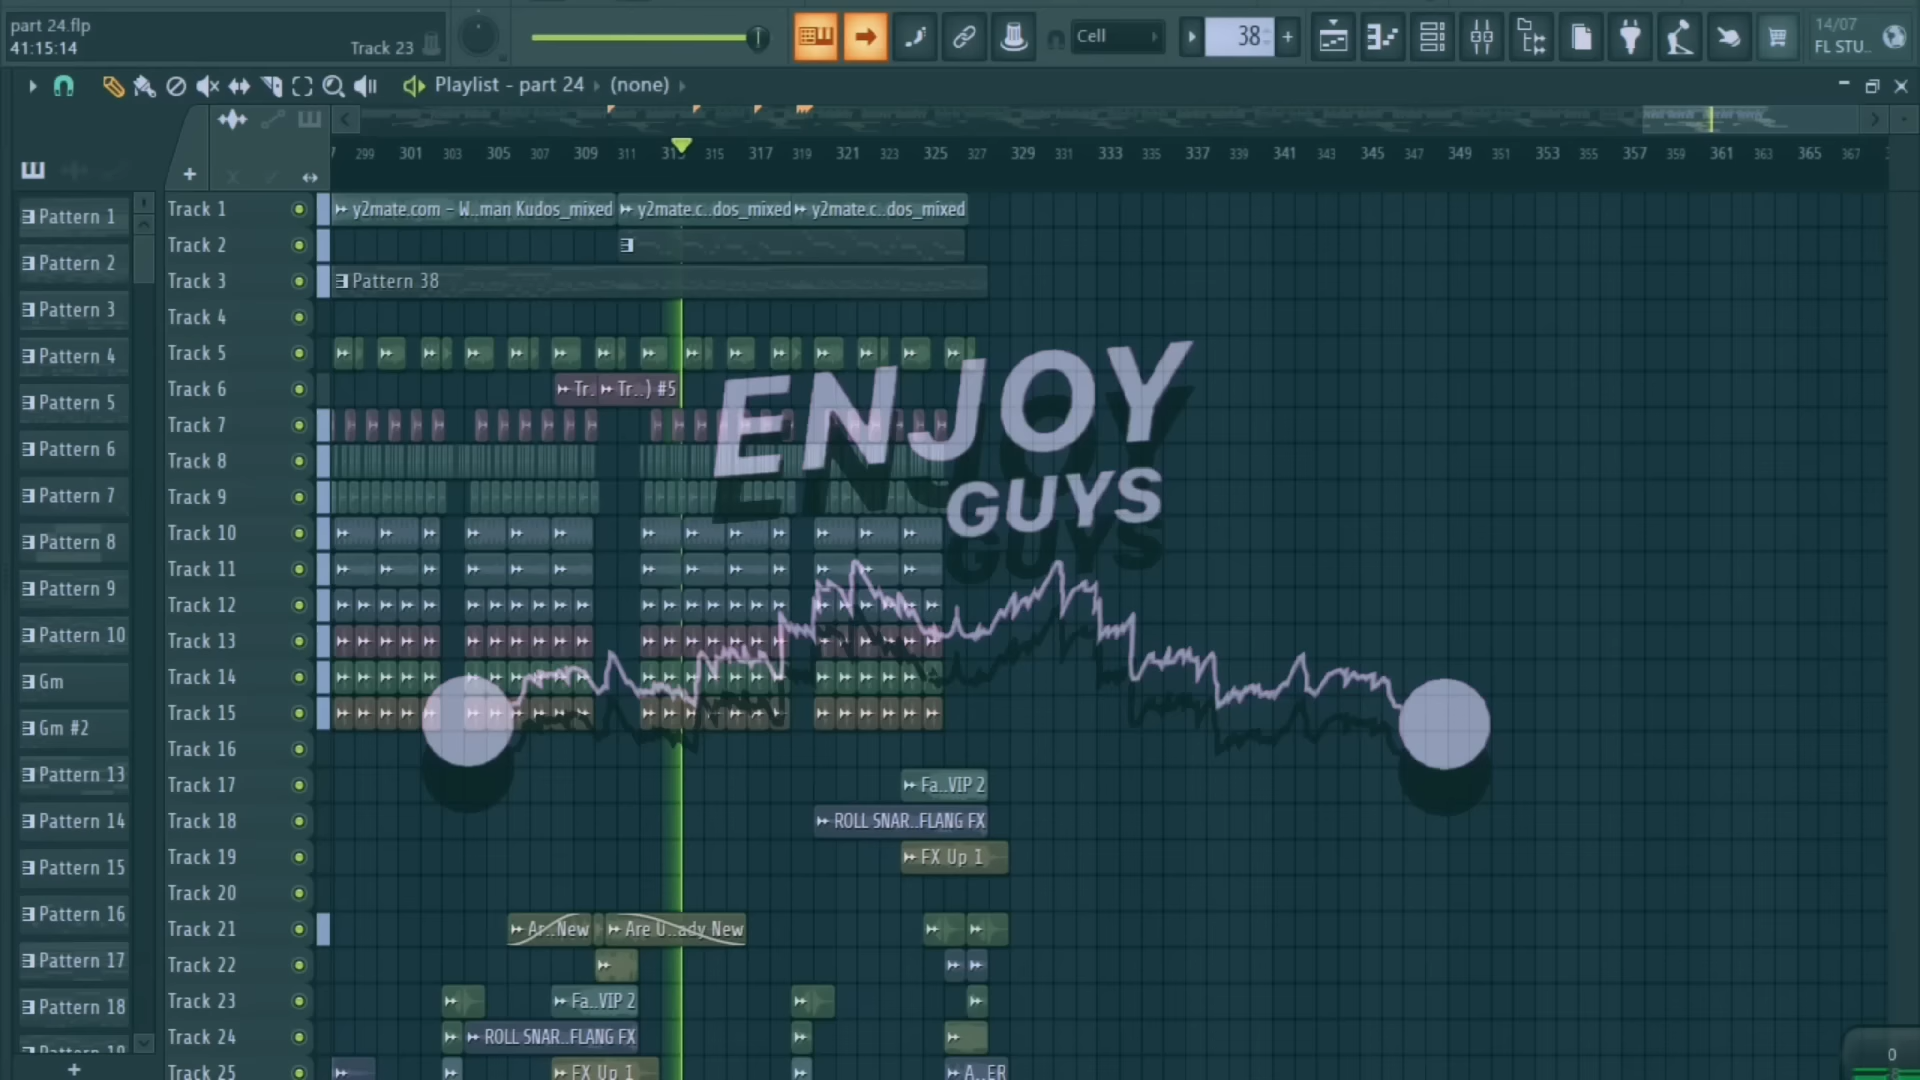 part 24.flp
41:15:14
Track 23
Cell
38
14/07
FL STU..
Playlist - part 24
(none)
299 301 303 305 307 309 311 313 315 317 319 321 323 325 327 329 331 333 335 337 339 341 343 345 347 349 351 353 355 357 359 361 363 365 367
Pattern 1
Pattern 2
Pattern 3
Pattern 4
Pattern 5
Pattern 6
Pattern 7
Pattern 8
Pattern 9
Pattern 10
Gm
Gm #2
Pattern 13
Pattern 14
Pattern 15
Pattern 16
Pattern 17
Pattern 18
Track 1
y2mate.com - W..man Kudos_mixed
y2mate.c..dos_mixed
y2mate.c..dos_mixed
Track 2
Track 3
Pattern 38
Track 4
Track 5
Track 6
Tr.
Tr..) #5
Track 7
Track 8
Track 9
Track 10
Track 11
Track 12
Track 13
Track 14
Track 15
Track 16
Track 17
Fa..VIP 2
Track 18
ROLL SNAR..FLANG FX
Track 19
FX Up 1
Track 20
Track 21
Ar..New
Are U..ady New
Track 22
Track 23
Fa..VIP 2
Track 24
ROLL SNAR..FLANG FX
Track 25
FX Up 1
A..ER
ENJOY
GUYS
0